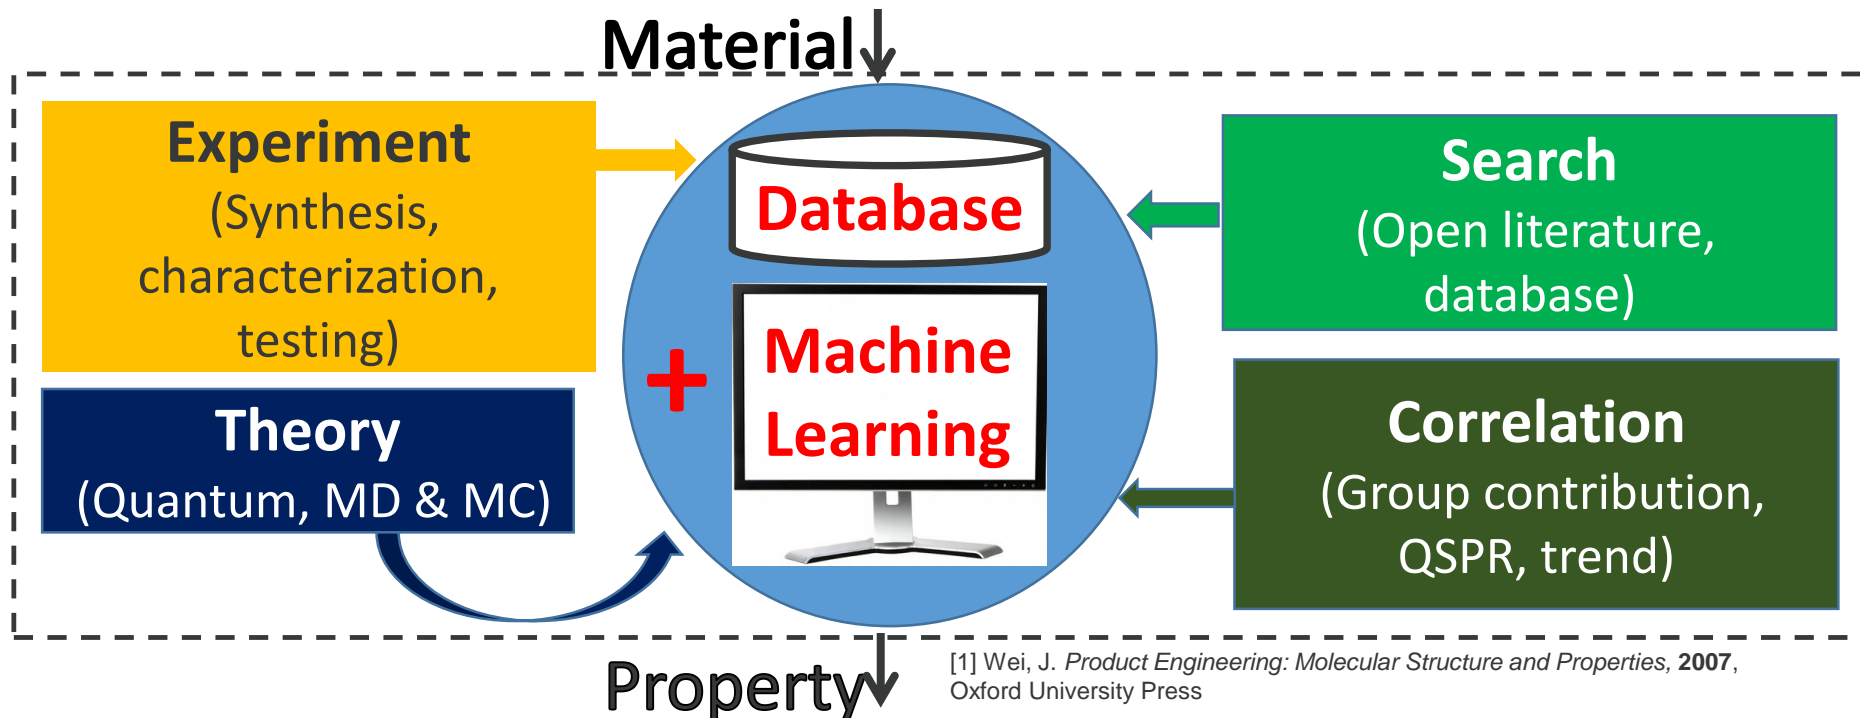 Material
Experiment
(Synthesis,
characterization,
testing)
Theory
(Quantum, MD & MC)
Database
+
Machine
Learning
Search
(Open literature,
database)
Correlation
(Group contribution,
QSPR, trend)
Property
[1] Wei, J. Product Engineering: Molecular Structure and Properties, 2007,
Oxford University Press